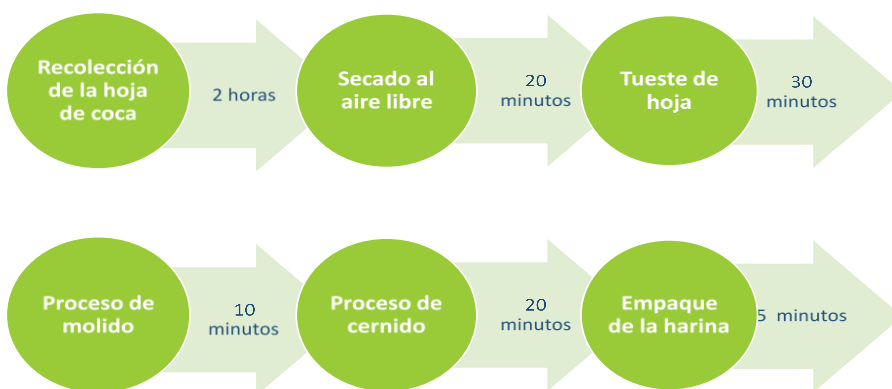 Recolección
de la hoja
de coca
2 horas
Secado al
aire libre
20
minutos
Tueste de
hoja
30
minutos
Proceso de
molido
10
minutos
Proceso de
cernido
20
minutos
Empaque
de la harina
5 minutos